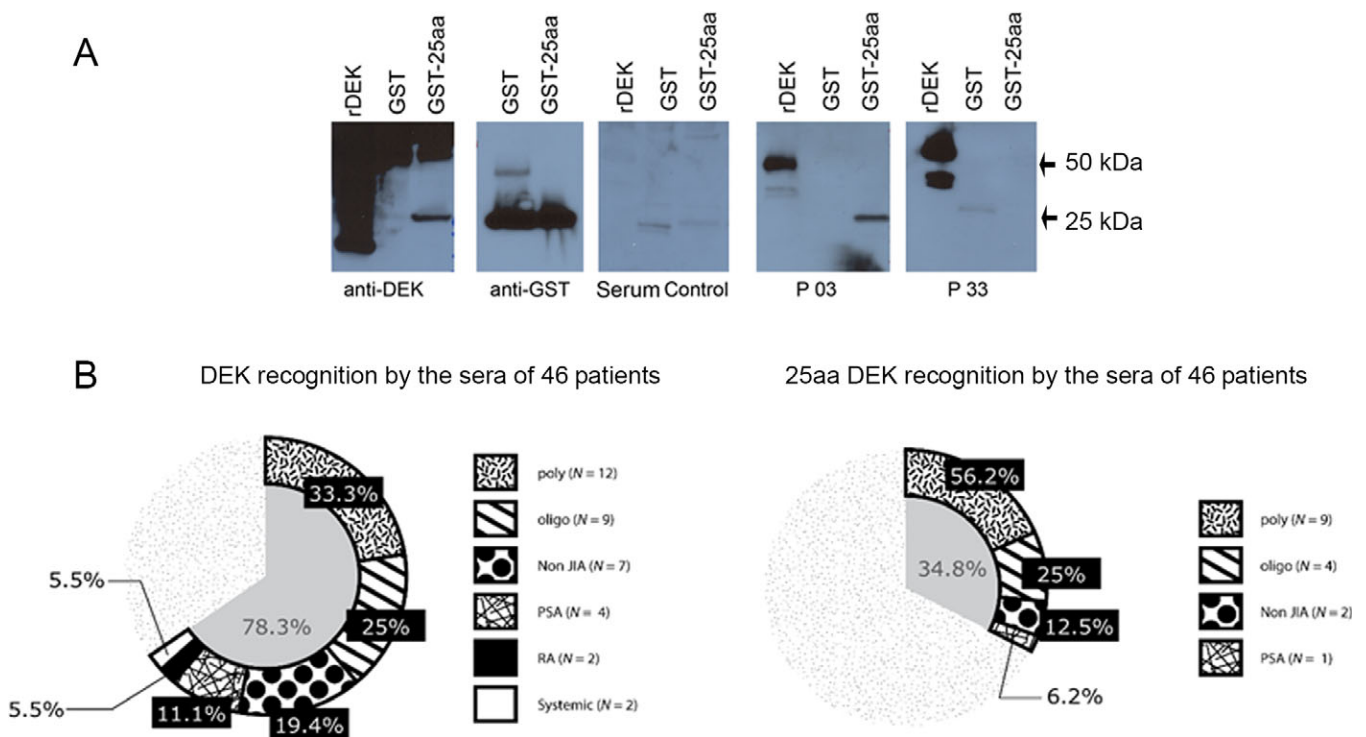 A
rDEK
GST
GST-25aa
GST
GST-25aa
rDEK
GST
GST-25aa
rDEK
GST
GST-25aa
rDEK
GST
GST-25aa
50 kDa
25 kDa
anti-DEK
anti-GST
Serum Control
P 03
P 33
B
DEK recognition by the sera of 46 patients
33.3%
5.5%
78.3%
25%
5.5%
11.1%
19.4%
poly (N = 12)
oligo (N = 9)
Non JIA (N = 7)
PSA (N = 4)
RA (N = 2)
Systemic (N = 2)
25aa DEK recognition by the sera of 46 patients
56.2%
34.8%
25%
12.5%
6.2%
poly (N = 9)
oligo (N = 4)
Non JIA (N = 2)
PSA (N = 1)